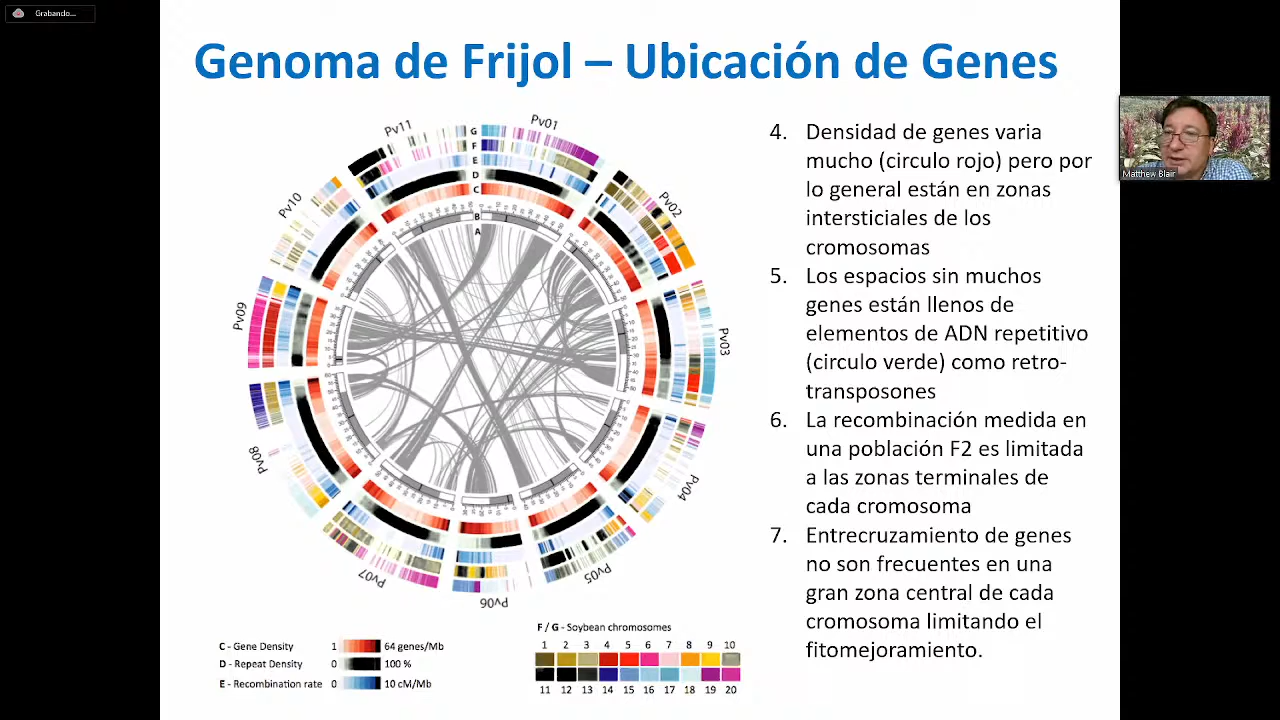 Grabando...
Genoma de Frijol – Ubicación de Genes
Matthew Blair
4. Densidad de genes varia
mucho (circulo rojo) pero por
lo general están en zonas
intersticiales de los
cromosomas
5. Los espacios sin muchos
genes están llenos de
elementos de ADN repetitivo
(circulo verde) como retro-
transposones
6. La recombinación medida en
una población F2 es limitada
a las zonas terminales de
cada cromosoma
7. Entrecruzamiento de genes
no son frecuentes en una
gran zona central de cada
cromosoma limitando el
fitomejoramiento.
Pv01
Pv02
Pv03
Pv04
Pv05
Pv06
Pv07
Pv08
Pv09
Pv10
Pv11
G
F
E
D
C
B
A
C - Gene Density 1 64 genes/Mb
D - Repeat Density 0 100 %
E - Recombination rate 0 10 cM/Mb
F / G - Soybean chromosomes
1 2 3 4 5 6 7 8 9 10
11 12 13 14 15 16 17 18 19 20